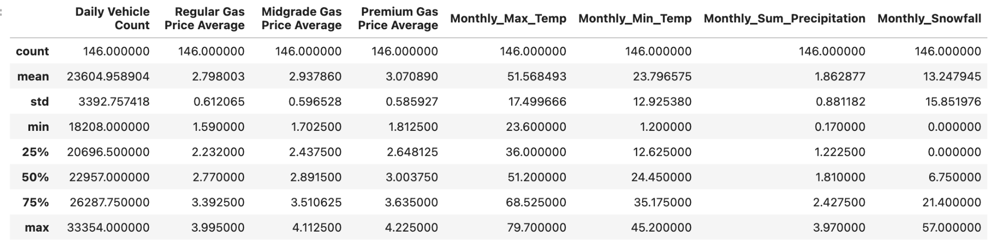 Daily Vehicle Count Regular Gas Price Average Midgrade Gas Price Average Premium Gas Price Average Monthly_Max_Temp Monthly_Min_Temp Monthly_Sum_Precipitation Monthly_Snowfall
count 146.000000 146.000000 146.000000 146.000000 146.000000 146.000000 146.000000 146.000000
mean 23604.958904 2.798003 2.937860 3.070890 51.568493 23.796575 1.862877 13.247945
std 3392.757418 0.612065 0.596528 0.585927 17.499666 12.925380 0.881182 15.851976
min 18208.000000 1.590000 1.702500 1.812500 23.600000 1.200000 0.170000 0.000000
25% 20696.500000 2.232000 2.437500 2.648125 36.000000 12.625000 1.222500 0.000000
50% 22957.000000 2.770000 2.891500 3.003750 51.200000 24.450000 1.810000 6.750000
75% 26287.750000 3.392500 3.510625 3.635000 68.525000 35.175000 2.427500 21.400000
max 33354.000000 3.995000 4.112500 4.225000 79.700000 45.200000 3.970000 57.000000